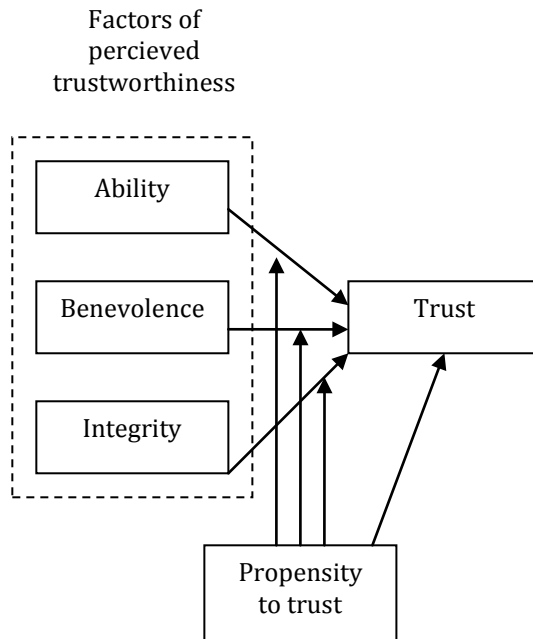 Factors of
percieved
trustworthiness
Ability
Benevolence
Trust
Integrity
Propensity
to trust